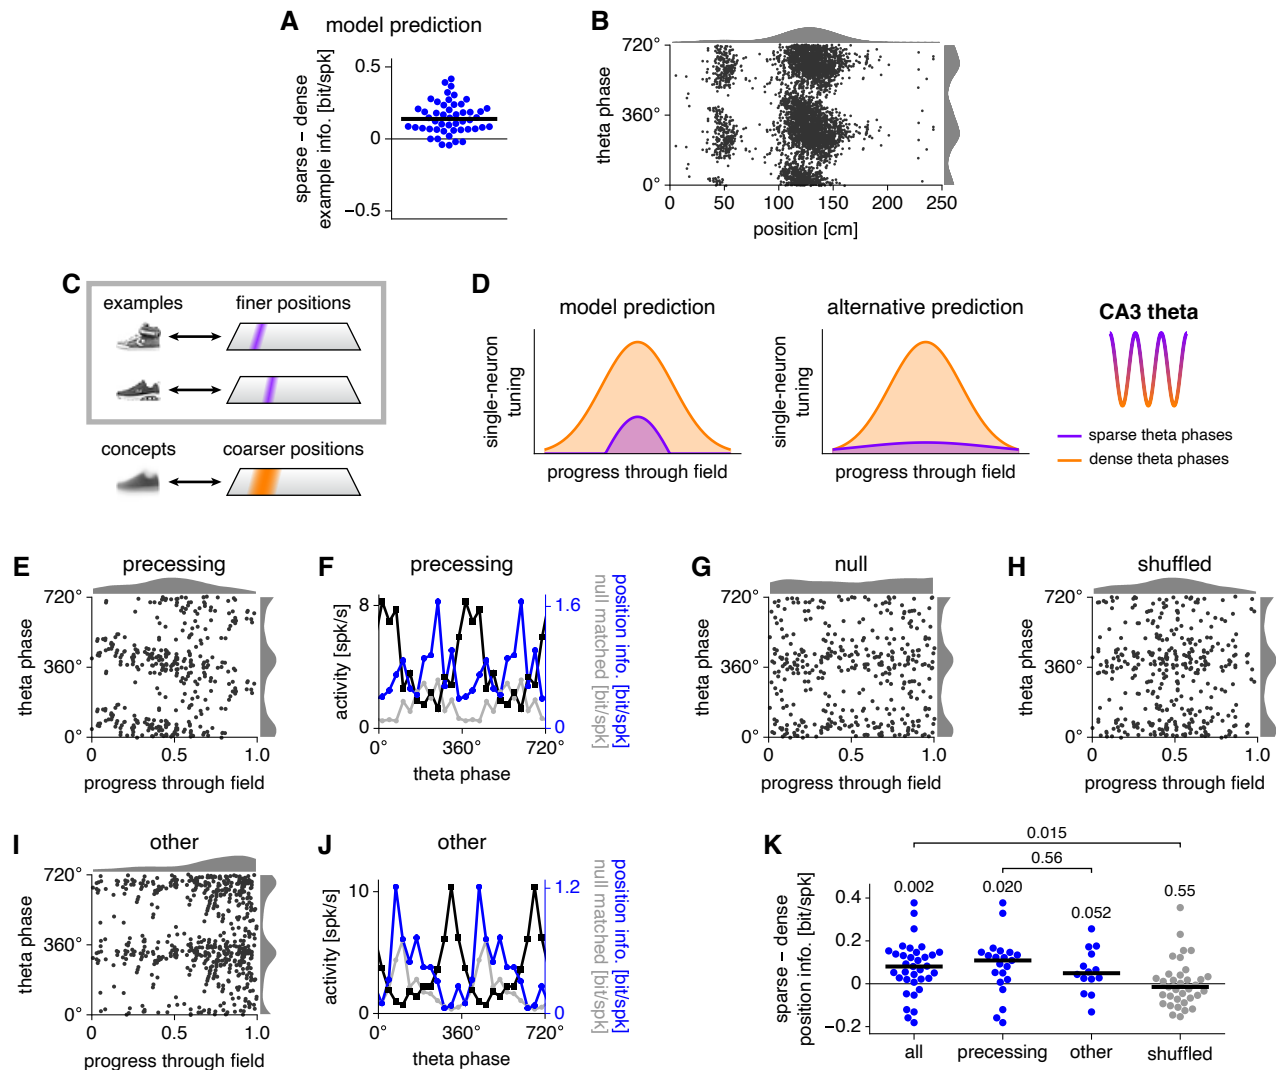 A
model prediction
sparse – dense
example info. [bit/spk]
0.5
0
−0.5
B
theta phase
720°
360°
0°
0
50
100
150
200
250
position [cm]
C
examples
finer positions
concepts
coarser positions
D
model prediction
single-neuron
tuning
progress through field
alternative prediction
single-neuron
tuning
progress through field
CA3 theta
sparse theta phases
dense theta phases
E
precessing
theta phase
720°
360°
0°
0
0.5
1.0
progress through field
F
precessing
activity [spk/s]
8
0
1.6
0
position info. [bit/spk]
null matched [bit/spk]
0°
360°
720°
theta phase
G
null
theta phase
720°
360°
0°
0
0.5
1.0
progress through field
H
shuffled
theta phase
720°
360°
0°
0
0.5
1.0
progress through field
I
other
theta phase
720°
360°
0°
0
0.5
1.0
progress through field
J
other
activity [spk/s]
10
0
1.2
0
position info. [bit/spk]
null matched [bit/spk]
0°
360°
720°
theta phase
K
sparse – dense
position info. [bit/spk]
0.015
0.56
0.002
0.020
0.052
0.55
0.4
0.2
0
−0.2
all
precessing
other
shuffled